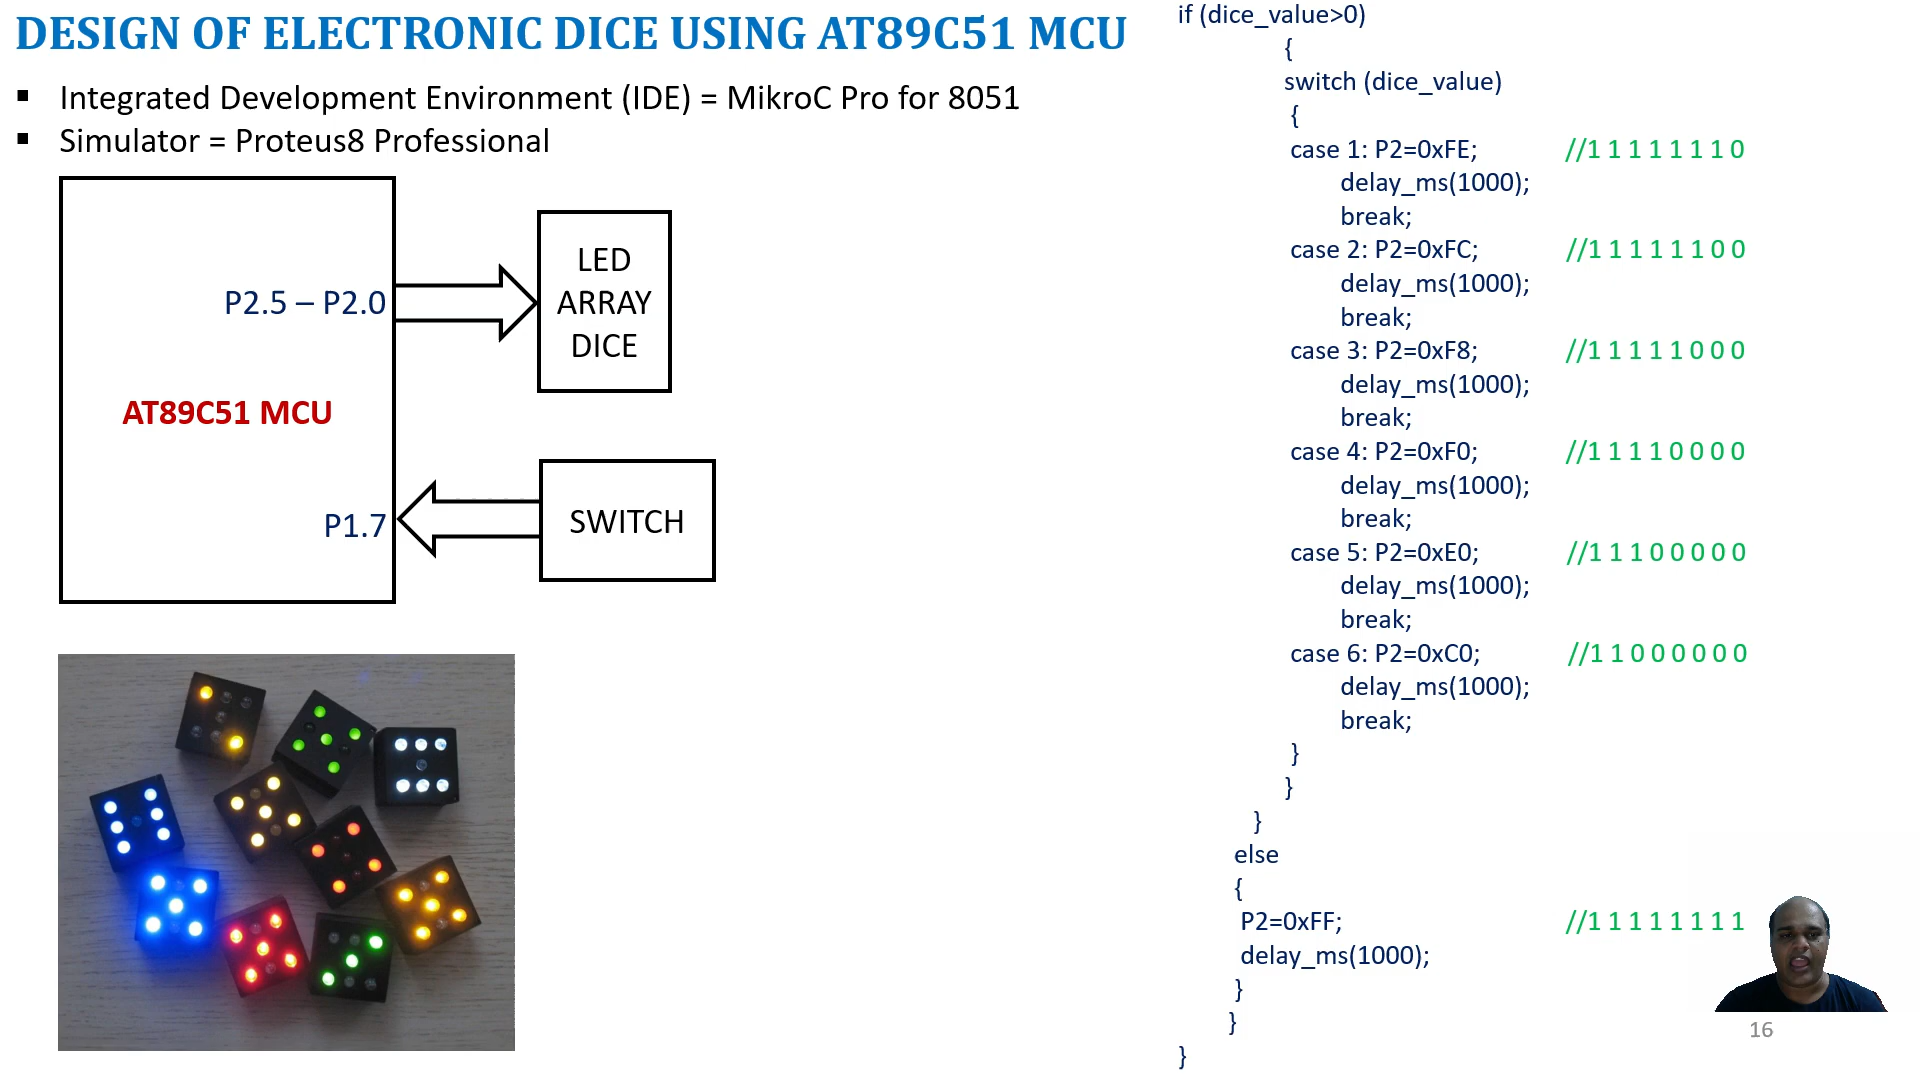 DESIGN OF ELECTRONIC DICE USING AT89C51 MCU
▪ Integrated Development Environment (IDE) = MikroC Pro for 8051
▪ Simulator = Proteus8 Professional
LED
ARRAY
DICE
P2.5 – P2.0
AT89C51 MCU
P1.7
SWITCH
if (dice_value>0)
{
switch (dice_value)
{
case 1: P2=0xFE; //1 1 1 1 1 1 1 0
delay_ms(1000);
break;
case 2: P2=0xFC; //1 1 1 1 1 1 0 0
delay_ms(1000);
break;
case 3: P2=0xF8; //1 1 1 1 1 0 0 0
delay_ms(1000);
break;
case 4: P2=0xF0; //1 1 1 1 0 0 0 0
delay_ms(1000);
break;
case 5: P2=0xE0; //1 1 1 0 0 0 0 0
delay_ms(1000);
break;
case 6: P2=0xC0; //1 1 0 0 0 0 0 0
delay_ms(1000);
break;
}
}
}
else
{
P2=0xFF; //1 1 1 1 1 1 1 1
delay_ms(1000);
}
}
}
16